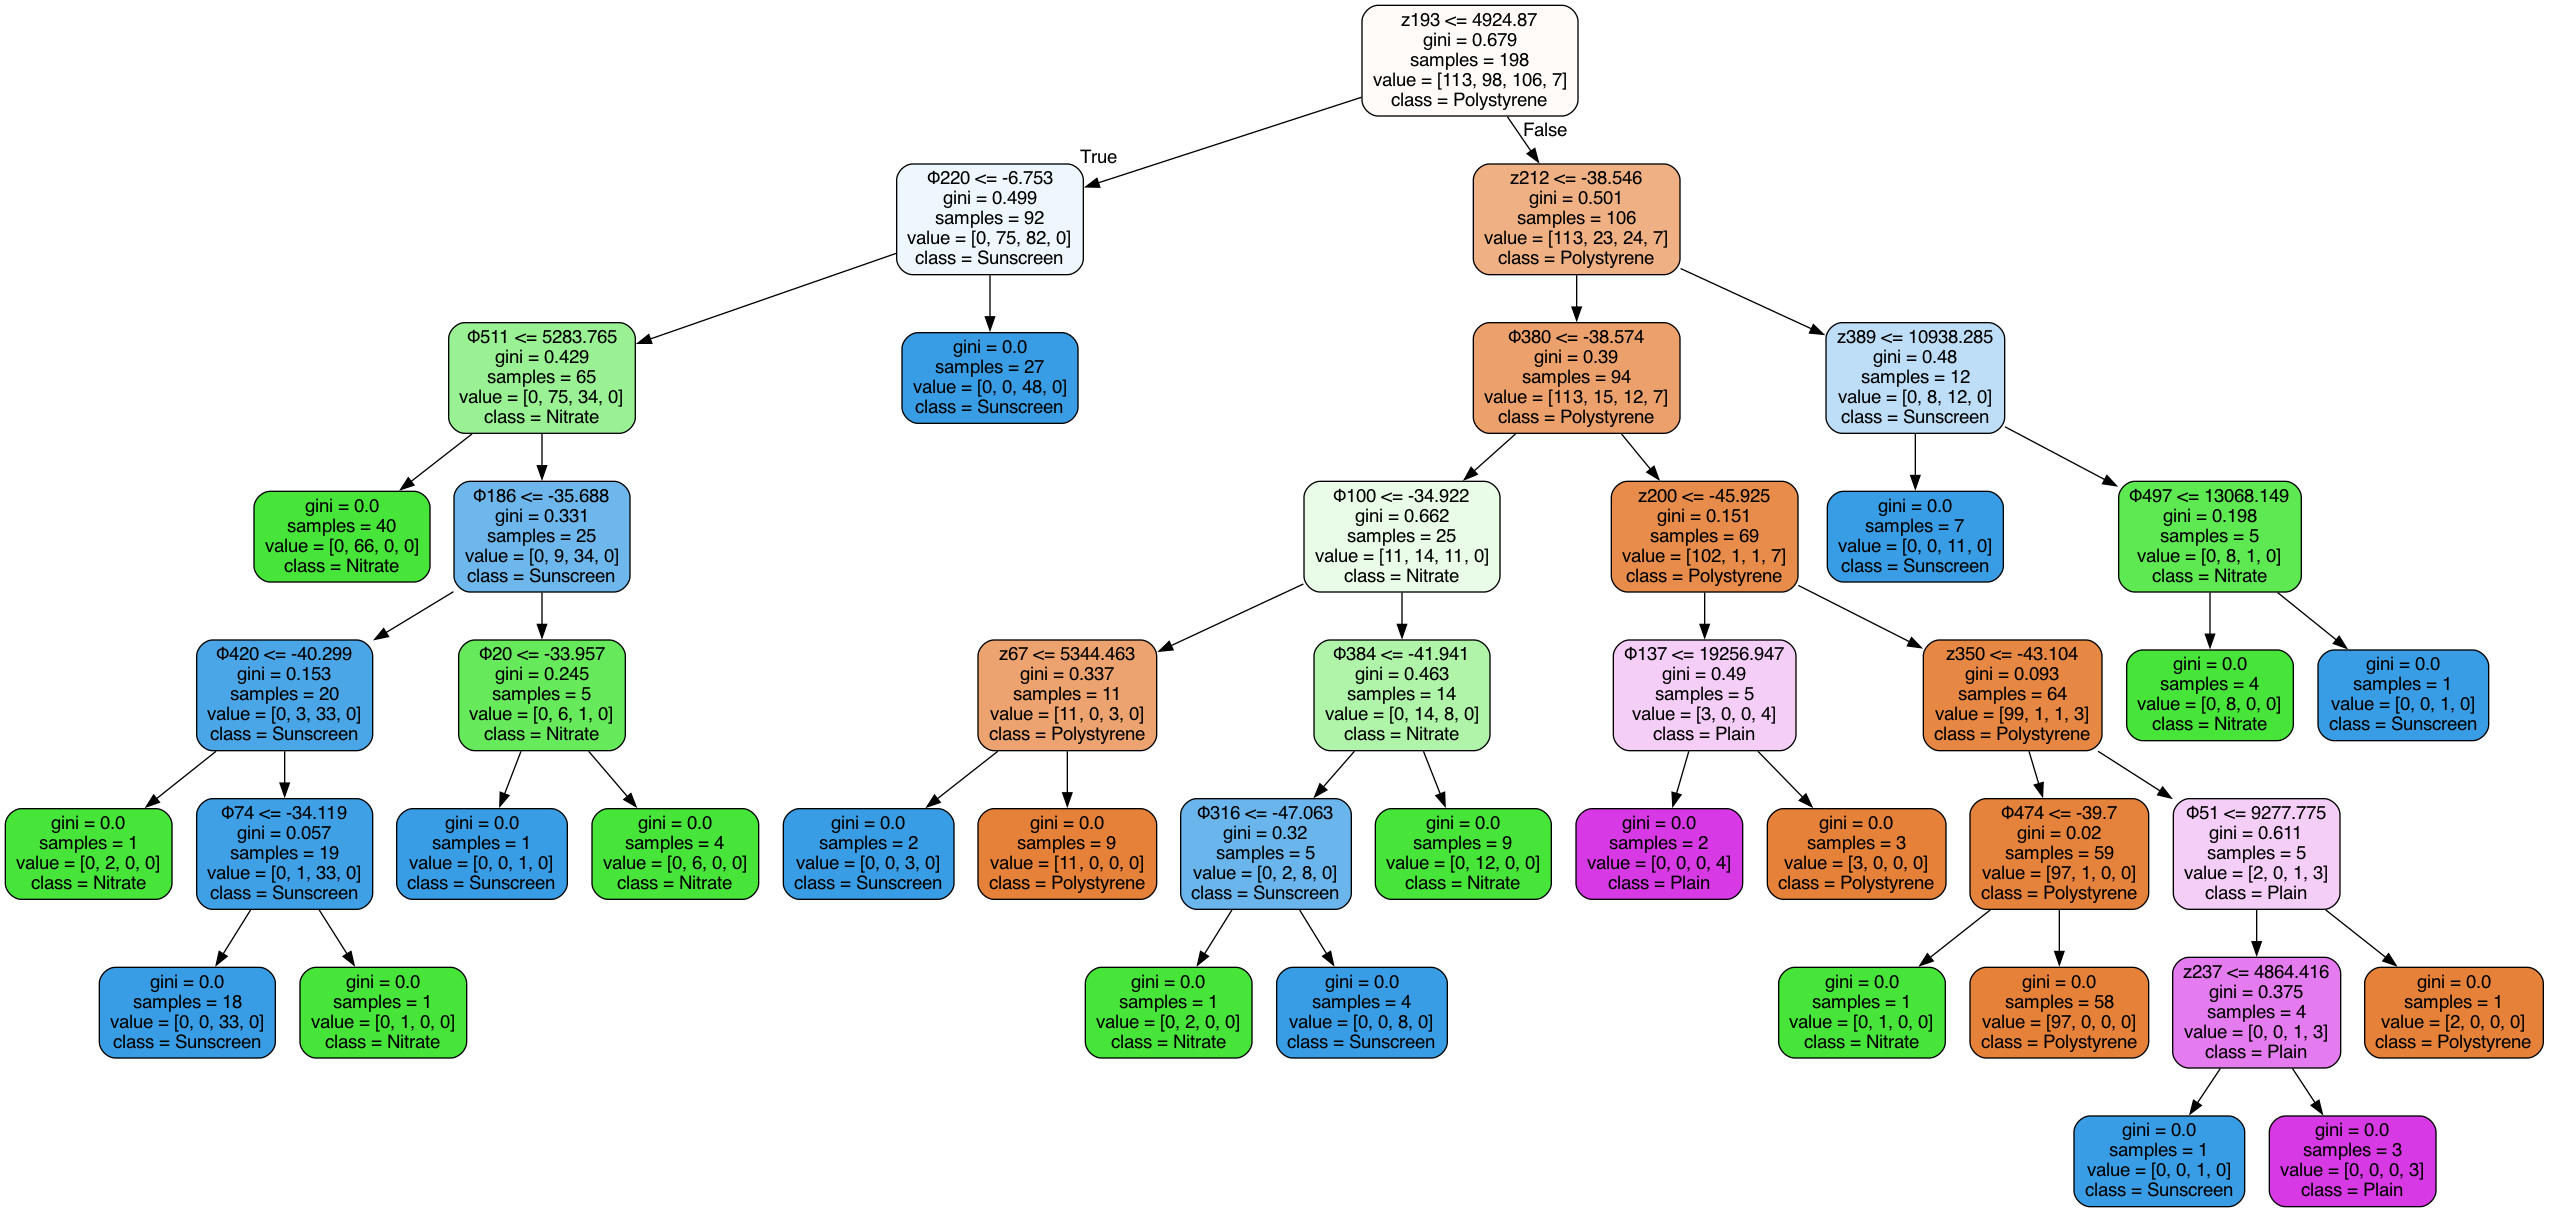 z193 <= 4924.87
gini = 0.679
samples = 198
value = [113, 98, 106, 7]
class = Polystyrene
True
False
Φ220 <= -6.753
gini = 0.499
samples = 92
value = [0, 75, 82, 0]
class = Sunscreen
z212 <= -38.546
gini = 0.501
samples = 106
value = [113, 23, 24, 7]
class = Polystyrene
Φ511 <= 5283.765
gini = 0.429
samples = 65
value = [0, 75, 34, 0]
class = Nitrate
gini = 0.0
samples = 27
value = [0, 0, 48, 0]
class = Sunscreen
Φ380 <= -38.574
gini = 0.39
samples = 94
value = [113, 15, 12, 7]
class = Polystyrene
z389 <= 10938.285
gini = 0.48
samples = 12
value = [0, 8, 12, 0]
class = Sunscreen
gini = 0.0
samples = 40
value = [0, 66, 0, 0]
class = Nitrate
Φ186 <= -35.688
gini = 0.331
samples = 25
value = [0, 9, 34, 0]
class = Sunscreen
Φ100 <= -34.922
gini = 0.662
samples = 25
value = [11, 14, 11, 0]
class = Nitrate
z200 <= -45.925
gini = 0.151
samples = 69
value = [102, 1, 1, 7]
class = Polystyrene
gini = 0.0
samples = 7
value = [0, 0, 11, 0]
class = Sunscreen
Φ497 <= 13068.149
gini = 0.198
samples = 5
value = [0, 8, 1, 0]
class = Nitrate
Φ420 <= -40.299
gini = 0.153
samples = 20
value = [0, 3, 33, 0]
class = Sunscreen
Φ20 <= -33.957
gini = 0.245
samples = 5
value = [0, 6, 1, 0]
class = Nitrate
z67 <= 5344.463
gini = 0.337
samples = 11
value = [11, 0, 3, 0]
class = Polystyrene
Φ384 <= -41.941
gini = 0.463
samples = 14
value = [0, 14, 8, 0]
class = Nitrate
Φ137 <= 19256.947
gini = 0.49
samples = 5
value = [3, 0, 0, 4]
class = Plain
z350 <= -43.104
gini = 0.093
samples = 64
value = [99, 1, 1, 3]
class = Polystyrene
gini = 0.0
samples = 4
value = [0, 8, 0, 0]
class = Nitrate
gini = 0.0
samples = 1
value = [0, 0, 1, 0]
class = Sunscreen
gini = 0.0
samples = 1
value = [0, 2, 0, 0]
class = Nitrate
Φ74 <= -34.119
gini = 0.057
samples = 19
value = [0, 1, 33, 0]
class = Sunscreen
gini = 0.0
samples = 1
value = [0, 0, 1, 0]
class = Sunscreen
gini = 0.0
samples = 4
value = [0, 6, 0, 0]
class = Nitrate
gini = 0.0
samples = 2
value = [0, 0, 3, 0]
class = Sunscreen
gini = 0.0
samples = 9
value = [11, 0, 0, 0]
class = Polystyrene
Φ316 <= -47.063
gini = 0.32
samples = 5
value = [0, 2, 8, 0]
class = Sunscreen
gini = 0.0
samples = 9
value = [0, 12, 0, 0]
class = Nitrate
gini = 0.0
samples = 2
value = [0, 0, 0, 4]
class = Plain
gini = 0.0
samples = 3
value = [3, 0, 0, 0]
class = Polystyrene
Φ474 <= -39.7
gini = 0.02
samples = 59
value = [97, 1, 0, 0]
class = Polystyrene
Φ51 <= 9277.775
gini = 0.611
samples = 5
value = [2, 0, 1, 3]
class = Plain
gini = 0.0
samples = 18
value = [0, 0, 33, 0]
class = Sunscreen
gini = 0.0
samples = 1
value = [0, 1, 0, 0]
class = Nitrate
gini = 0.0
samples = 1
value = [0, 2, 0, 0]
class = Nitrate
gini = 0.0
samples = 4
value = [0, 0, 8, 0]
class = Sunscreen
gini = 0.0
samples = 1
value = [0, 1, 0, 0]
class = Nitrate
gini = 0.0
samples = 58
value = [97, 0, 0, 0]
class = Polystyrene
z237 <= 4864.416
gini = 0.375
samples = 4
value = [0, 0, 1, 3]
class = Plain
gini = 0.0
samples = 1
value = [2, 0, 0, 0]
class = Polystyrene
gini = 0.0
samples = 1
value = [0, 0, 1, 0]
class = Sunscreen
gini = 0.0
samples = 3
value = [0, 0, 0, 3]
class = Plain